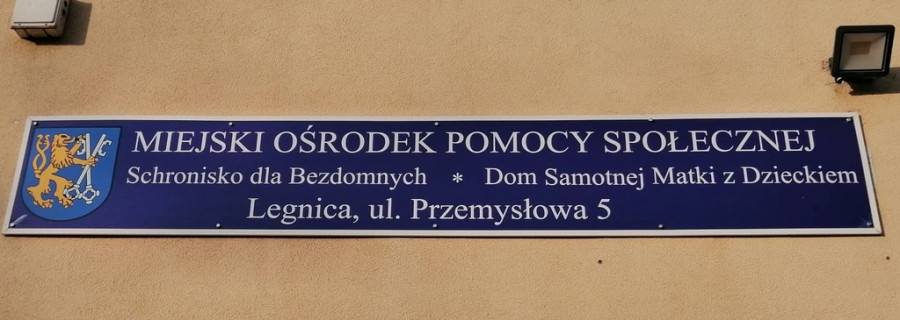 MIEJSKI OŚRODEK POMOCY SPOŁECZNEJ
Schronisko dla Bezdomnych * Dom Samotnej Matki z Dzieckiem
Legnica, ul. Przemysłowa 5